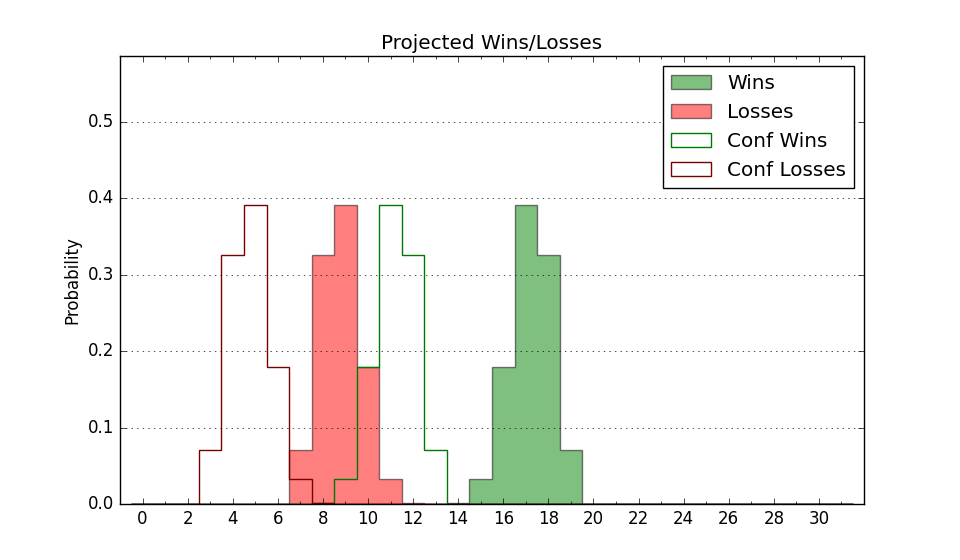 Projected Wins/Losses
Wins
Losses
Conf Wins
Conf Losses
Probability
0.5
0.4
0.3
0.2
0.1
0.0
0 2 4 6 8 10 12 14 16 18 20 22 24 26 28 30